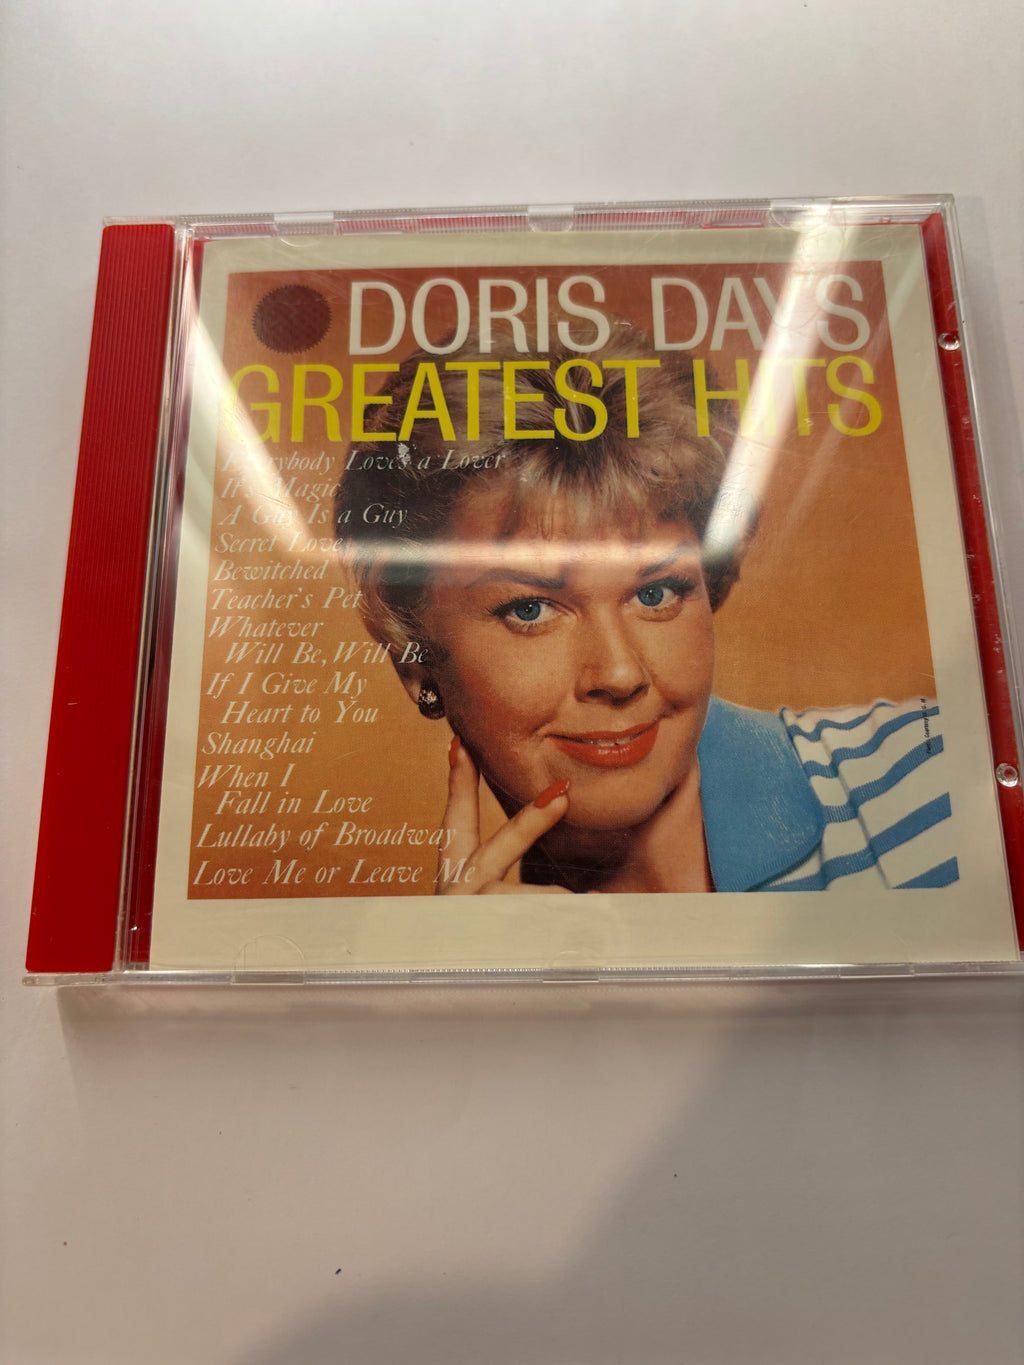 DORIS DAY'S
GREATEST HITS
Everybody Loves a Lover
It's Magic
A Guy Is a Guy
Secret Love
Bewitched
Teacher's Pet
Whatever
Will Be, Will Be
If I Give My
Heart to You
Shanghai
When I
Fall in Love
Lullaby of Broadway
Love Me or Leave Me